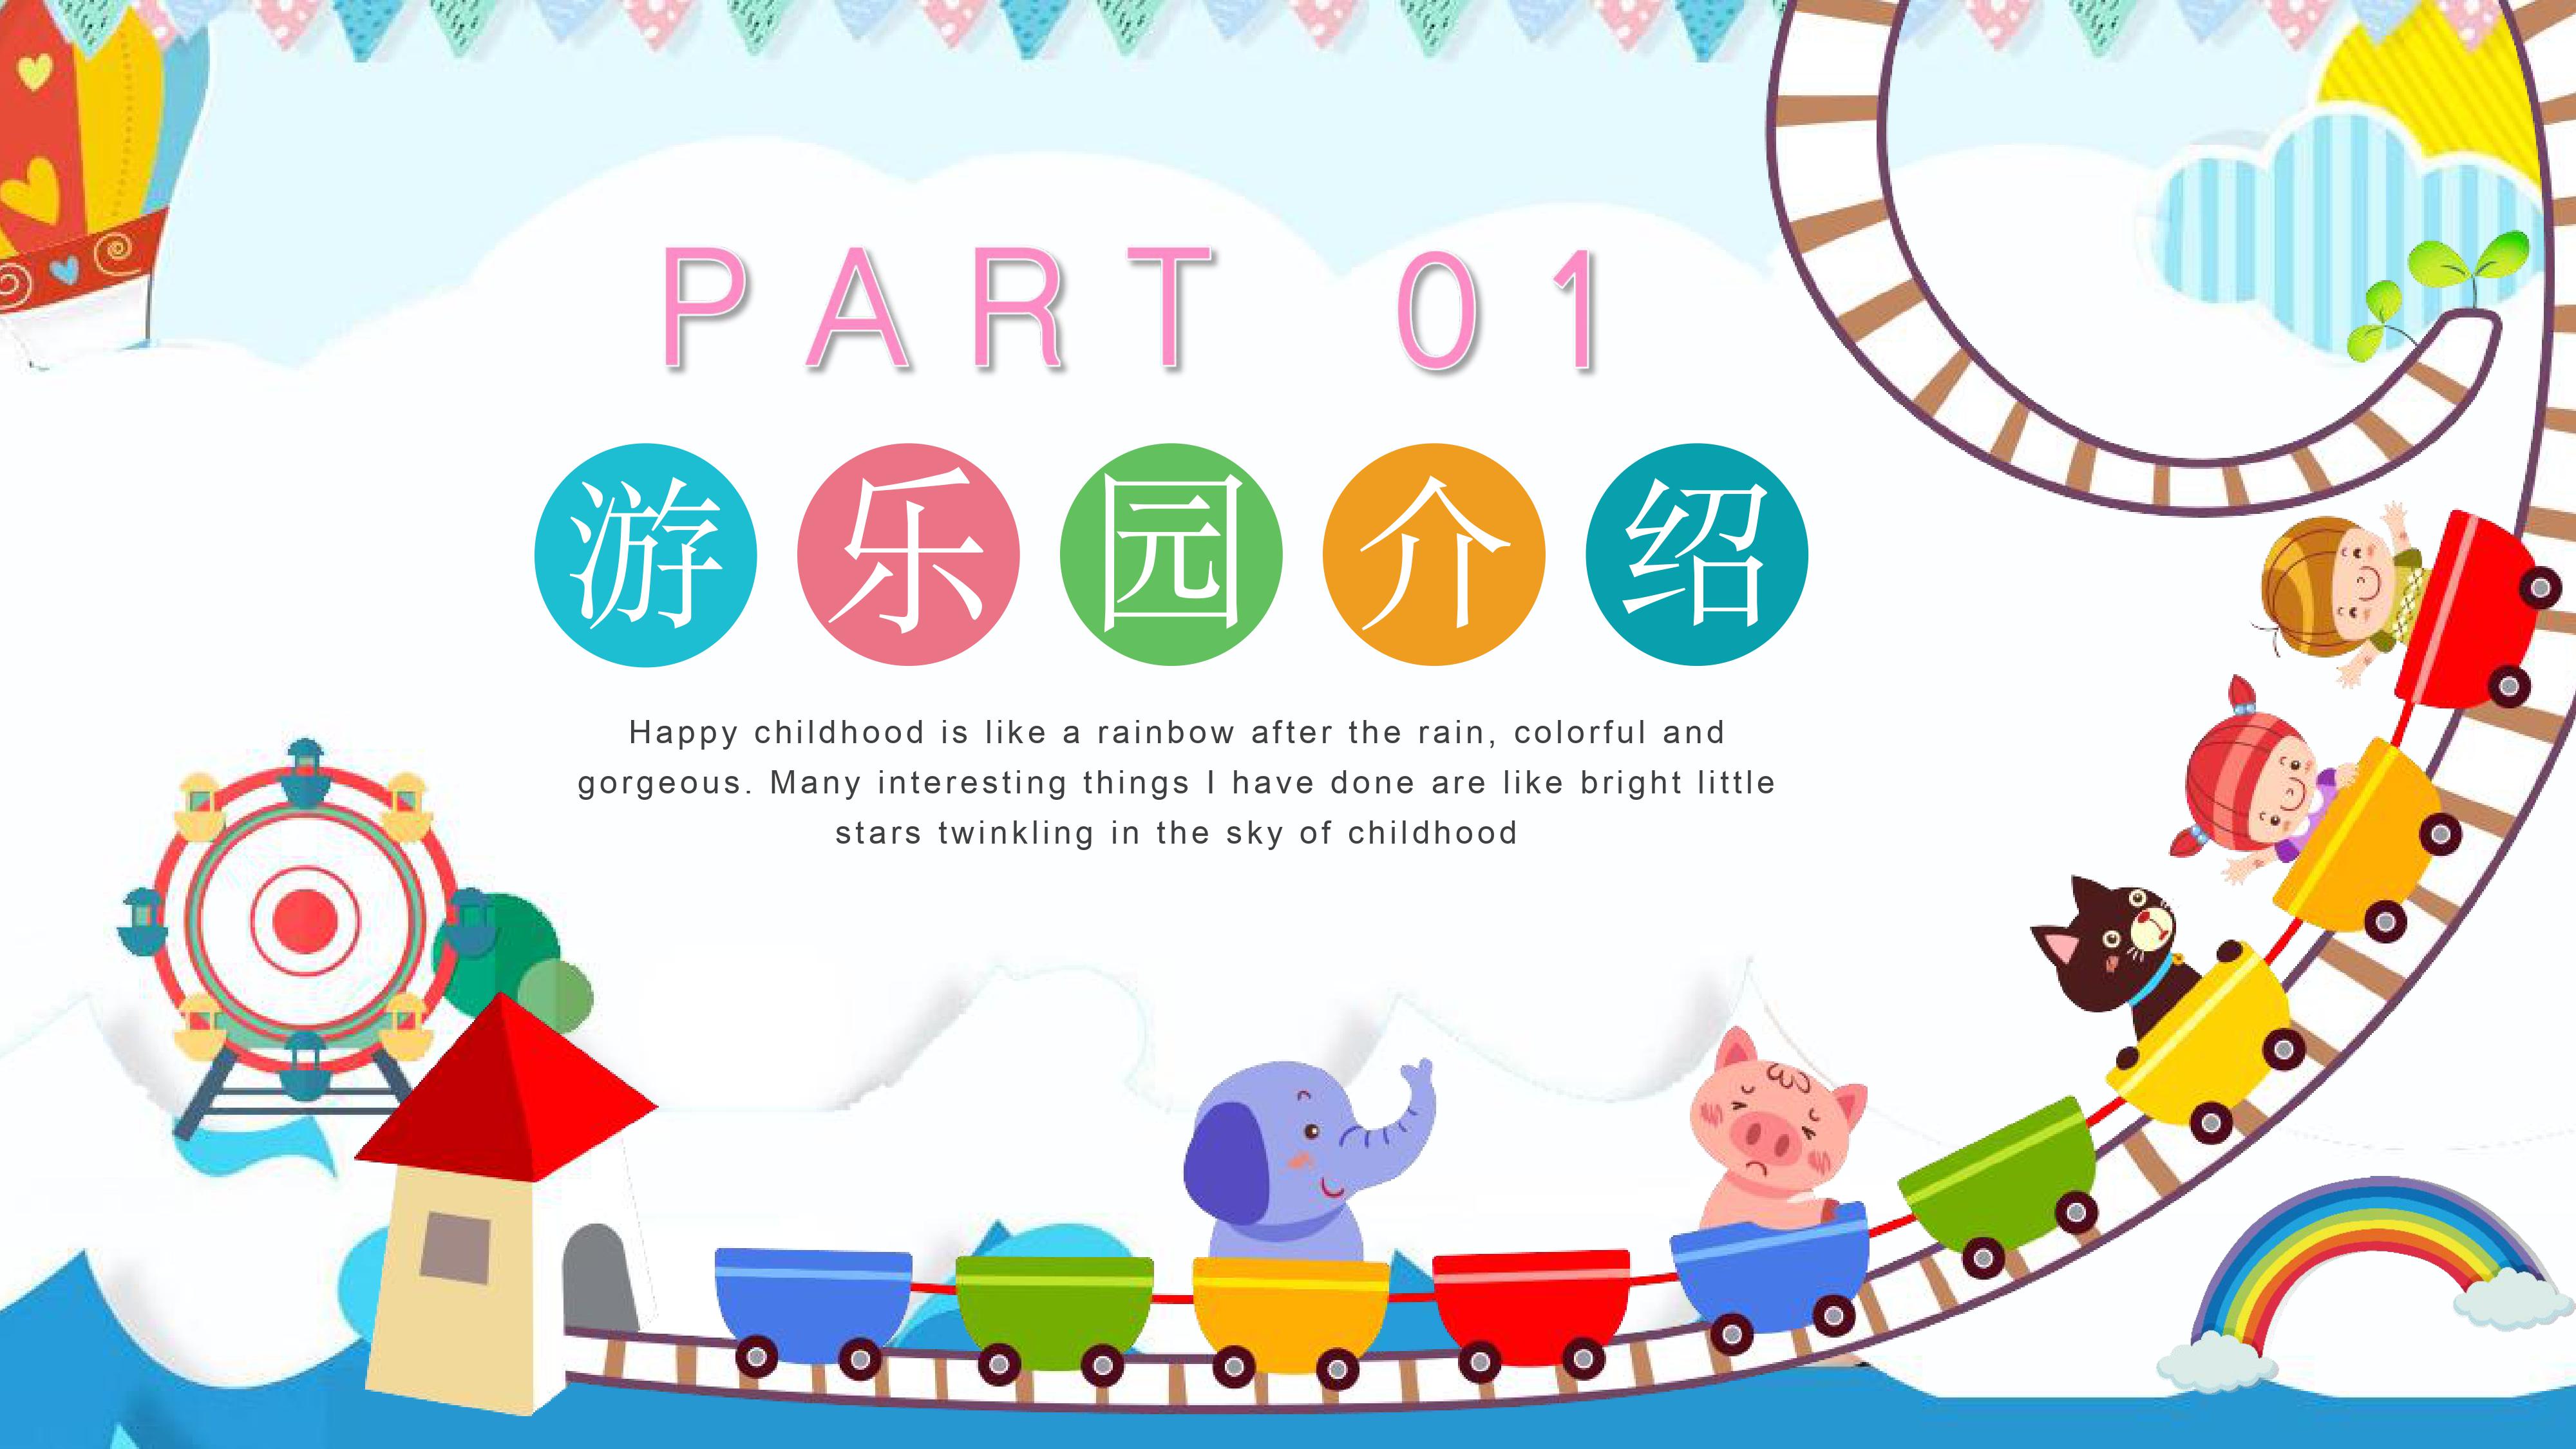 PART 01
游乐园介绍
Happy childhood is like a rainbow after the rain, colorful and
gorgeous. Many interesting things I have done are like bright little
stars twinkling in the sky of childhood